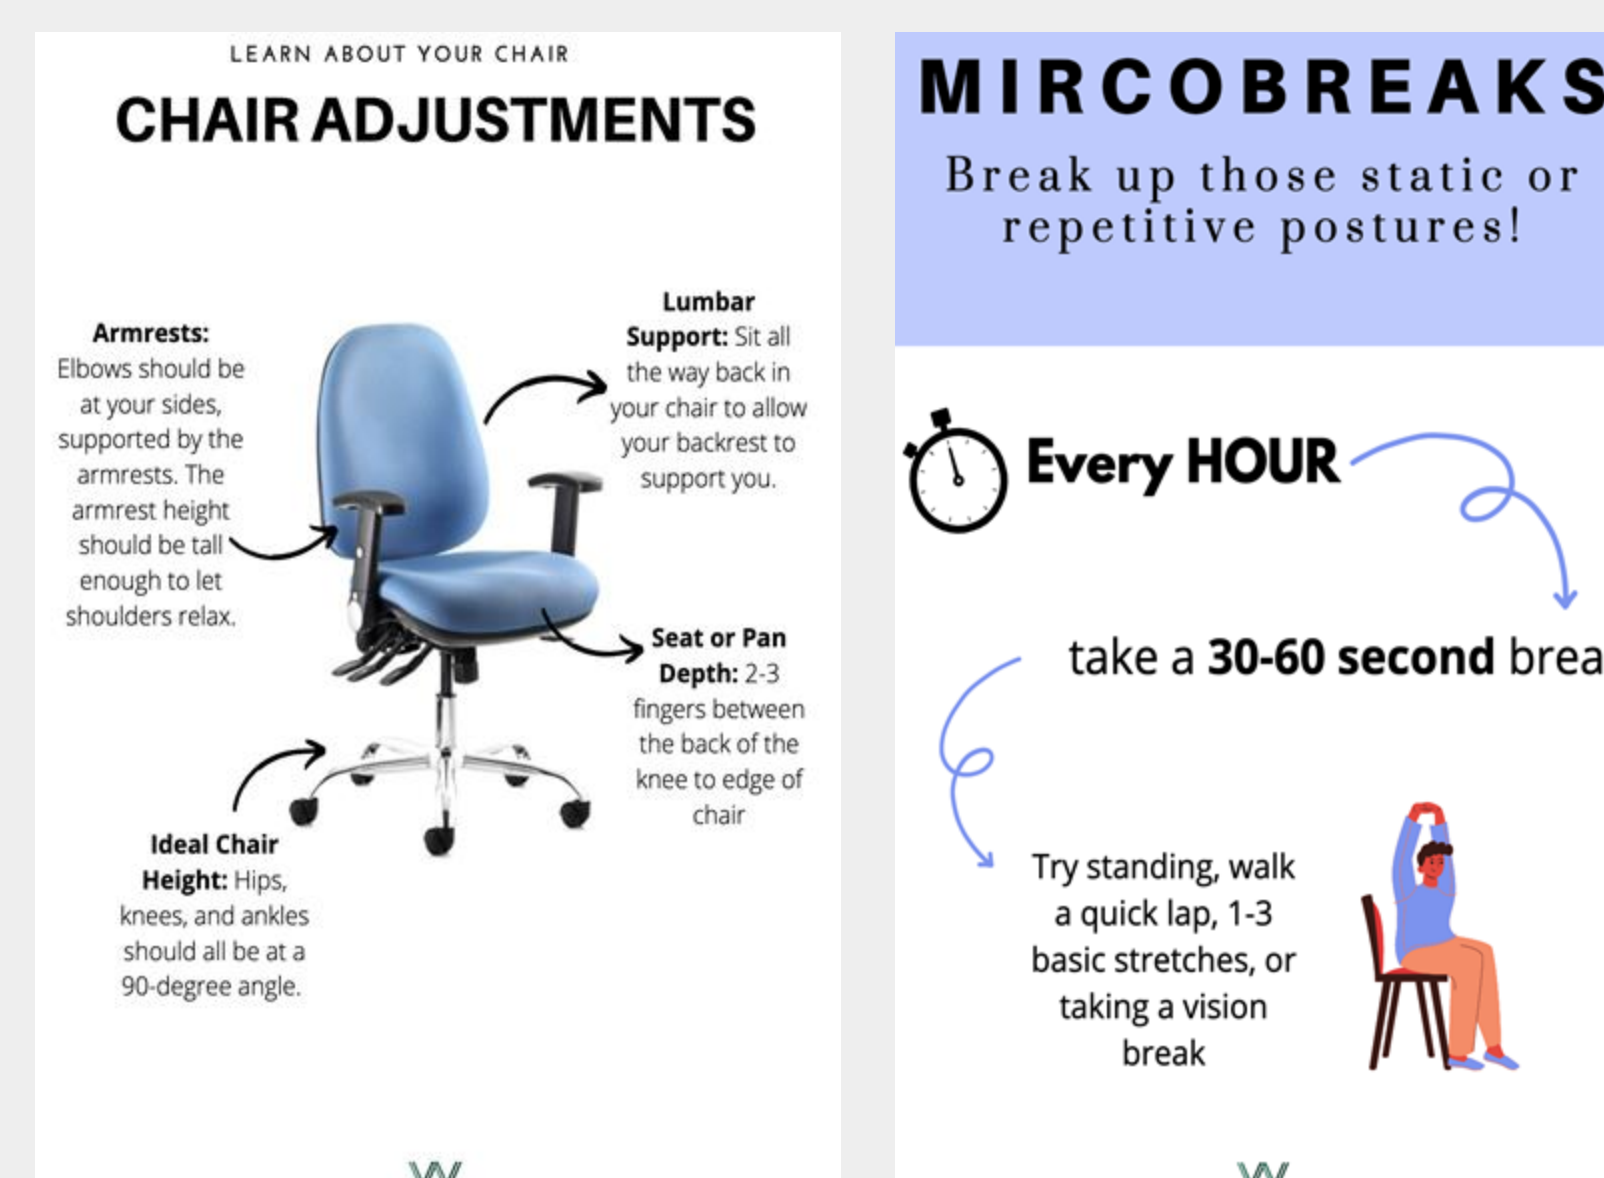 LEARN ABOUT YOUR CHAIR
CHAIR ADJUSTMENTS
Armrests:
Elbows should be
at your sides,
supported by the
armrests. The
armrest height
should be tall
enough to let
shoulders relax.
Lumbar
Support: Sit all
the way back in
your chair to allow
your backrest to
support you.
Seat or Pan
Depth: 2-3
fingers between
the back of the
knee to edge of
chair
Ideal Chair
Height: Hips,
knees, and ankles
should all be at a
90-degree angle.
MIRCOBREAKS
Break up those static or
repetitive postures!
Every HOUR
take a 30-60 second brea
Try standing, walk
a quick lap, 1-3
basic stretches, or
taking a vision
break